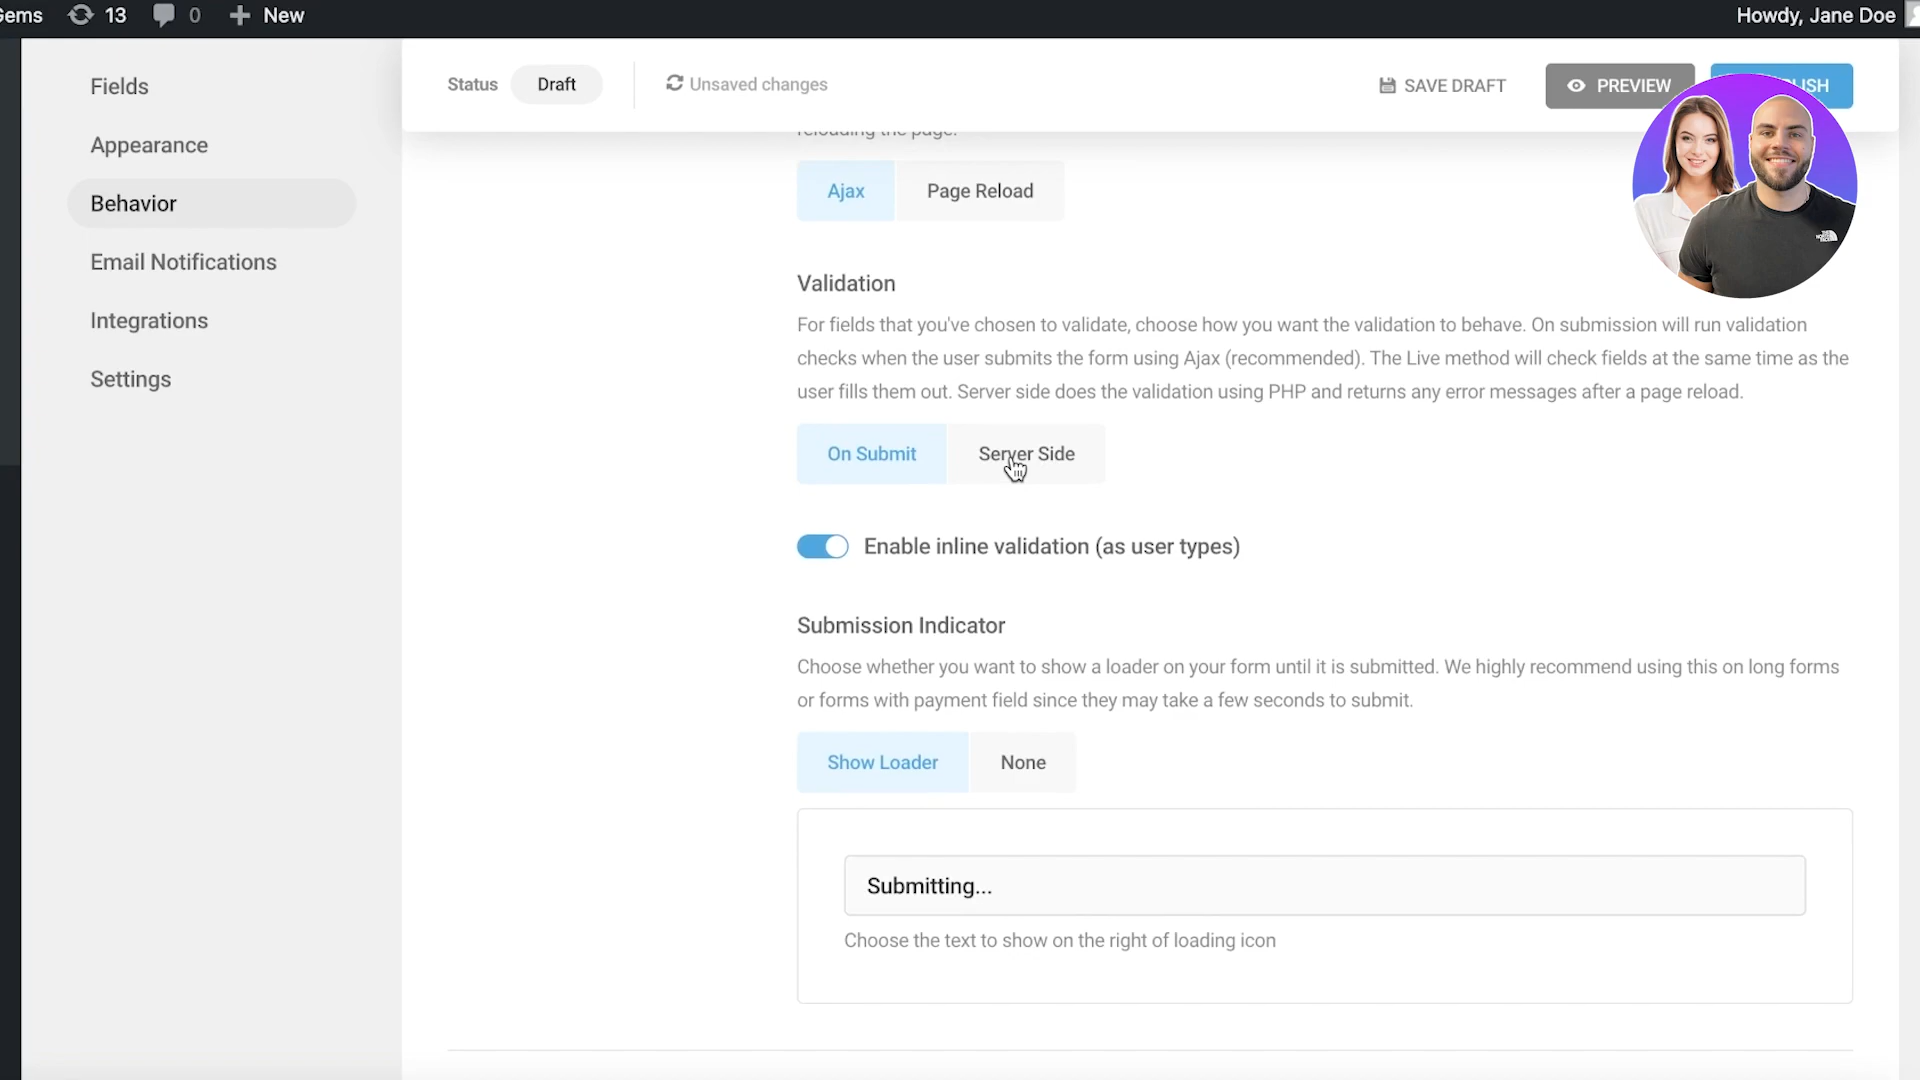 Gems 13 0 New Howdy, Jane Doe
Fields
Appearance
Behavior
Email Notifications
Integrations
Settings
Status Draft Unsaved changes SAVE DRAFT PREVIEW
reloading the page.
Ajax Page Reload
Validation
For fields that you've chosen to validate, choose how you want the validation to behave. On submission will run validation
checks when the user submits the form using Ajax (recommended). The Live method will check fields at the same time as the
user fills them out. Server side does the validation using PHP and returns any error messages after a page reload.
On Submit Server Side
Enable inline validation (as user types)
Submission Indicator
Choose whether you want to show a loader on your form until it is submitted. We highly recommend using this on long forms
or forms with payment field since they may take a few seconds to submit.
Show Loader None
Submitting...
Choose the text to show on the right of loading icon